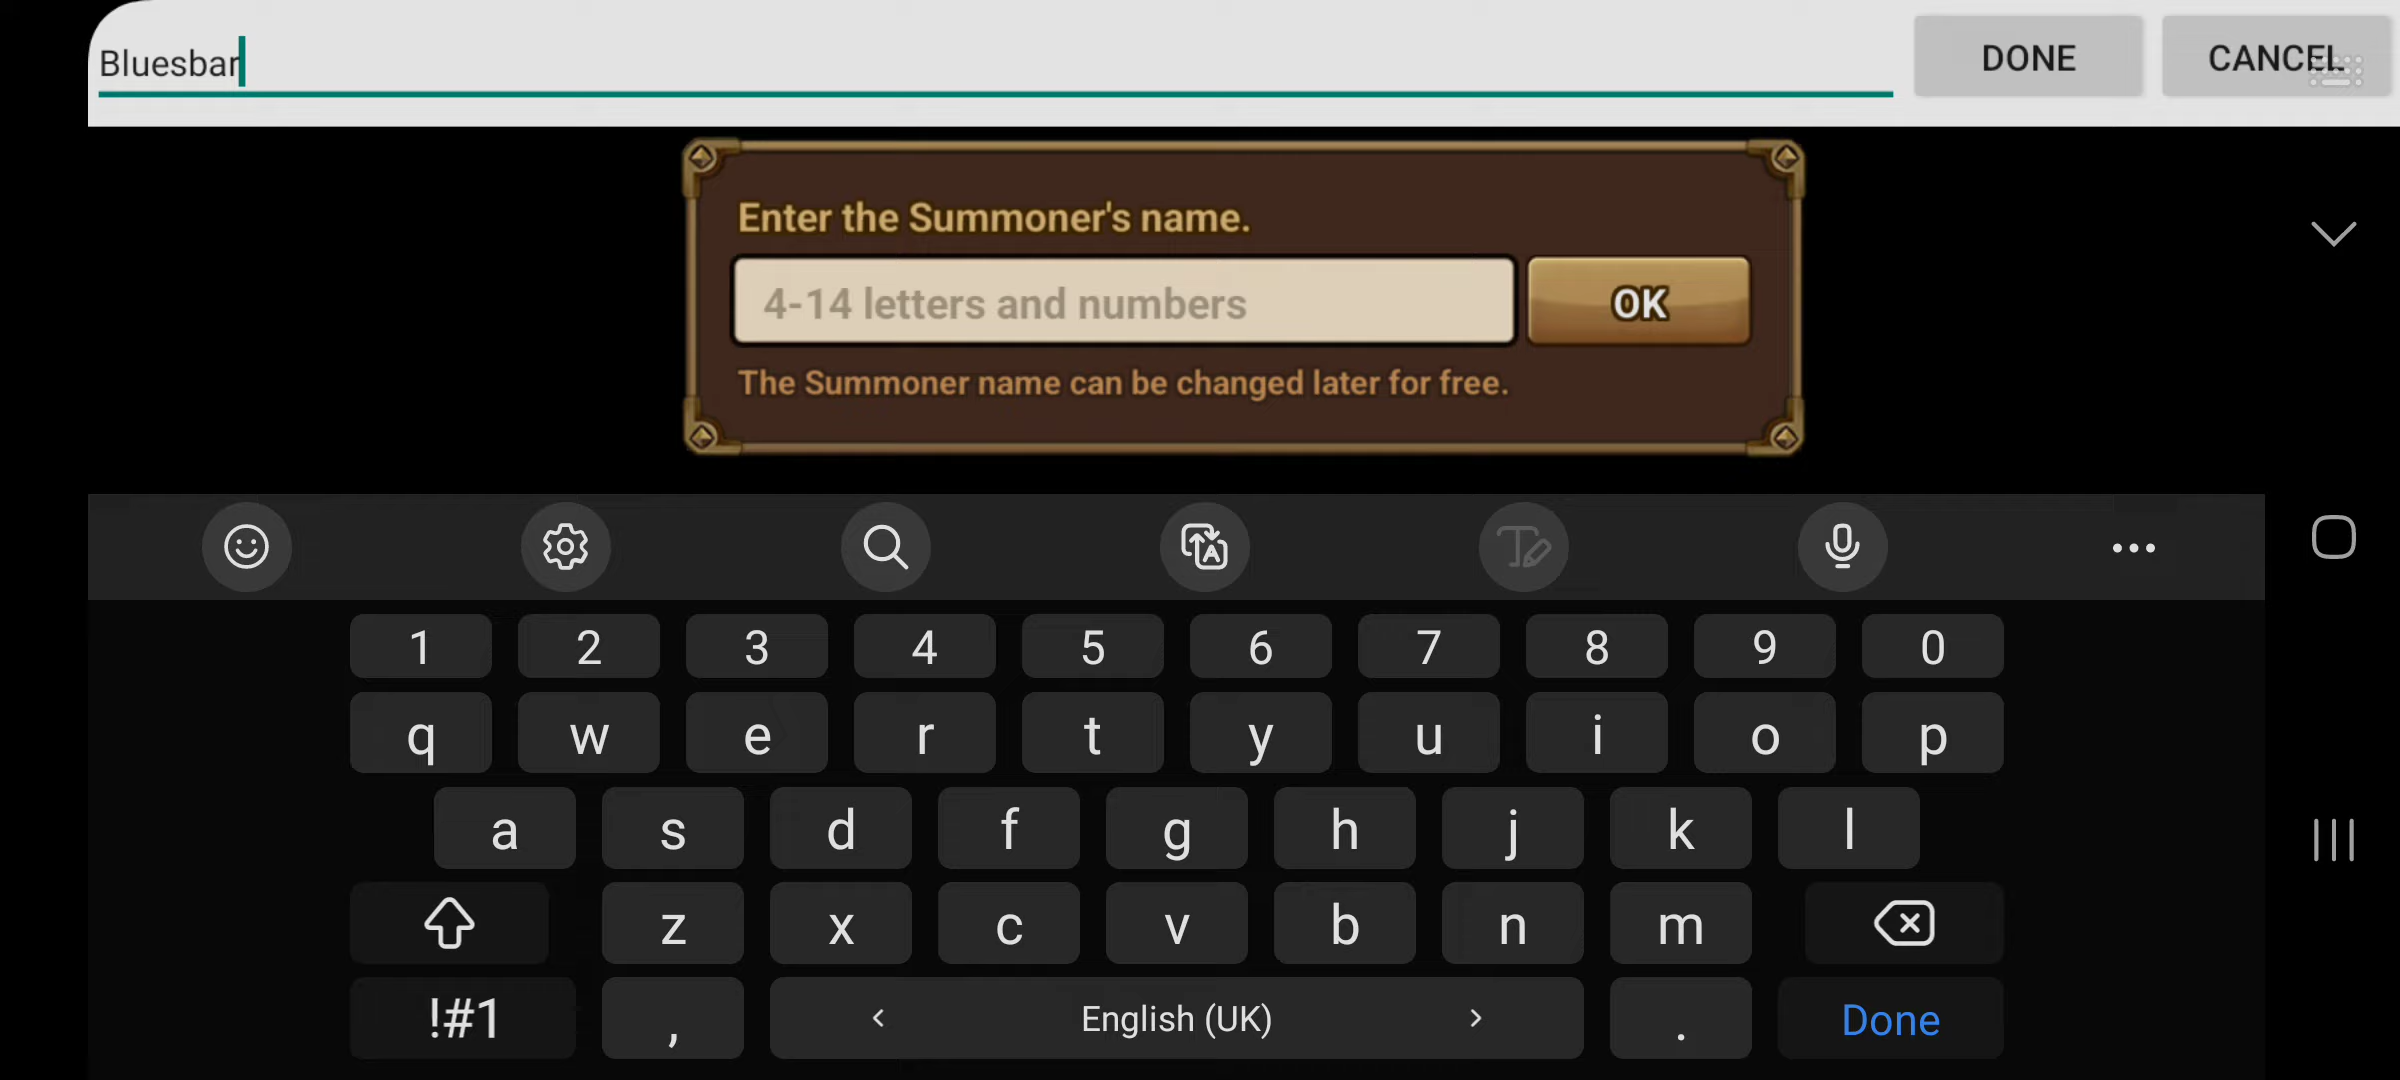 Bluesbar
DONE
CANCEL
Enter the Summoner's name.
4-14 letters and numbers
OK
The Summoner name can be changed later for free.
1 2 3 4 5 6 7 8 9 0
q w e r t y u i o p
a s d f g h j k l
z x c v b n m
!#1 , < English (UK) > . Done